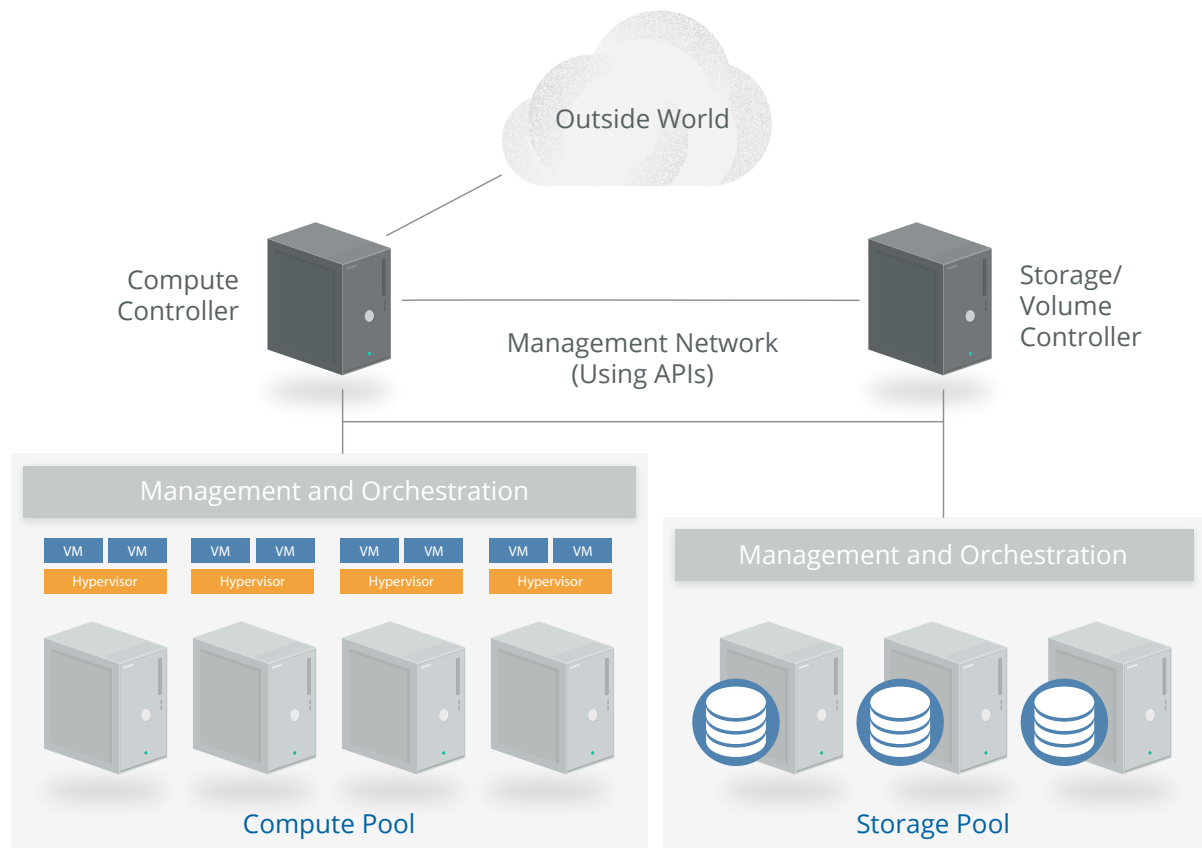 Outside World
Compute
Controller
Storage/
Volume
Controller
Management Network
(Using APIs)
Management and Orchestration
VM VM VM VM VM VM VM VM
Hypervisor Hypervisor Hypervisor Hypervisor
Compute Pool
Management and Orchestration
Storage Pool